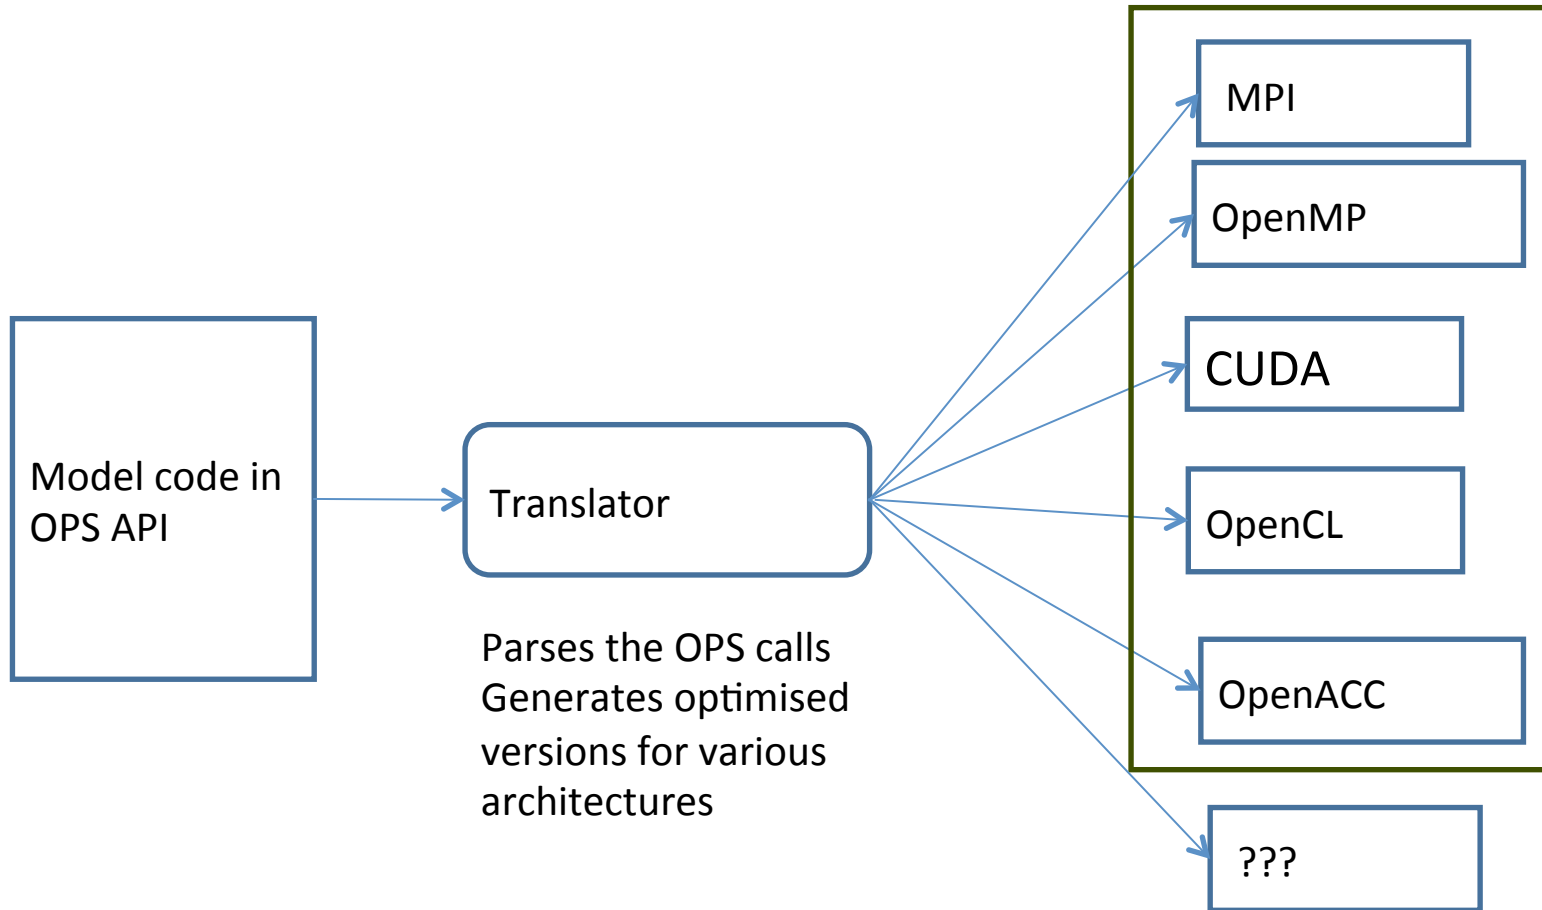 Model code in
OPS API
Translator
Parses the OPS calls
Generates optimised
versions for various
architectures
MPI
OpenMP
CUDA
OpenCL
OpenACC
???